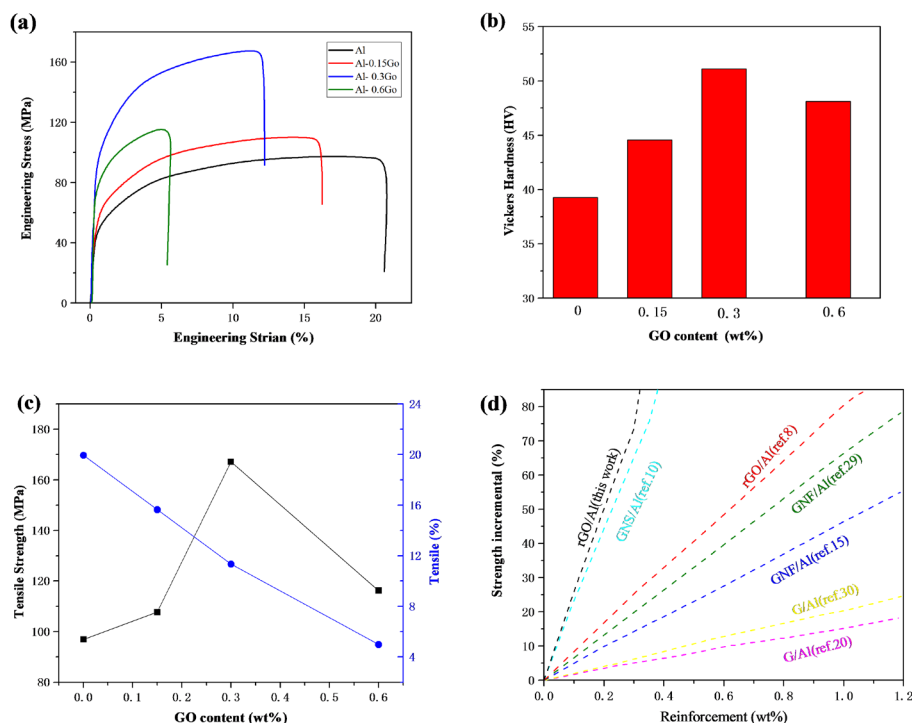 (a)
Engineering Stress (MPa)
160
120
80
40
0
0 5 10 15 20
Engineering Strian (%)
Al
Al-0.15Go
Al- 0.3Go
Al- 0.6Go
(b)
Vickers Hardness (HV)
55
50
45
40
35
30
0 0.15 0.3 0.6
GO content (wt%)
(c)
Tensile Strength (MPa)
180
160
140
120
100
80
0.0 0.1 0.2 0.3 0.4 0.5 0.6
GO content (wt%)
24
20
16
12
8
4
Tensile (%)
(d)
Strength incremental (%)
80
70
60
50
40
30
20
10
0
0.0 0.2 0.4 0.6 0.8 1.0 1.2
Reinforcement (wt%)
rGO/Al(this work)
GNS/Al(ref.10)
rGO/Al(ref.8)
GNF/Al(ref.29)
GNF/Al(ref.15)
G/Al(ref.30)
G/Al(ref.20)